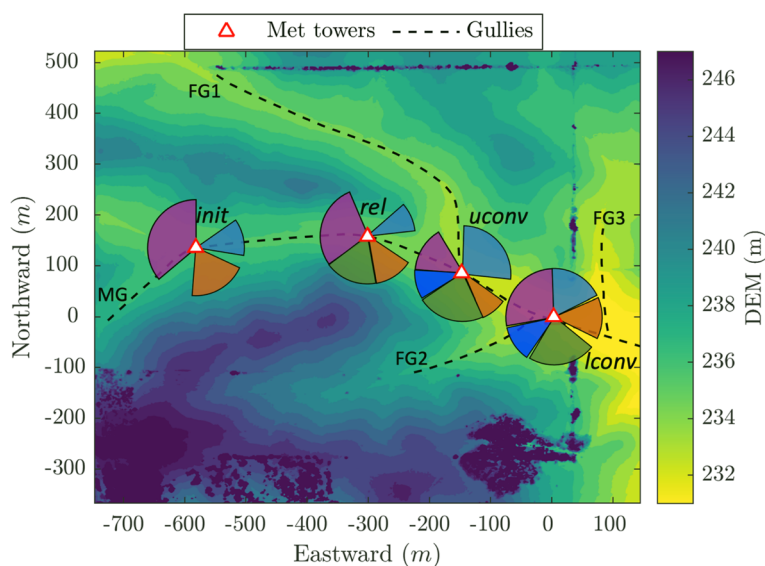 Met towers
Gullies
500
400
300
200
100
0
-100
-200
-300
Northward (m)
FG1
init
rel
uconv
FG3
MG
FG2
lconv
-700
-600
-500
-400
-300
-200
-100
0
100
Eastward (m)
246
244
242
240
238
236
234
232
DEM (m)